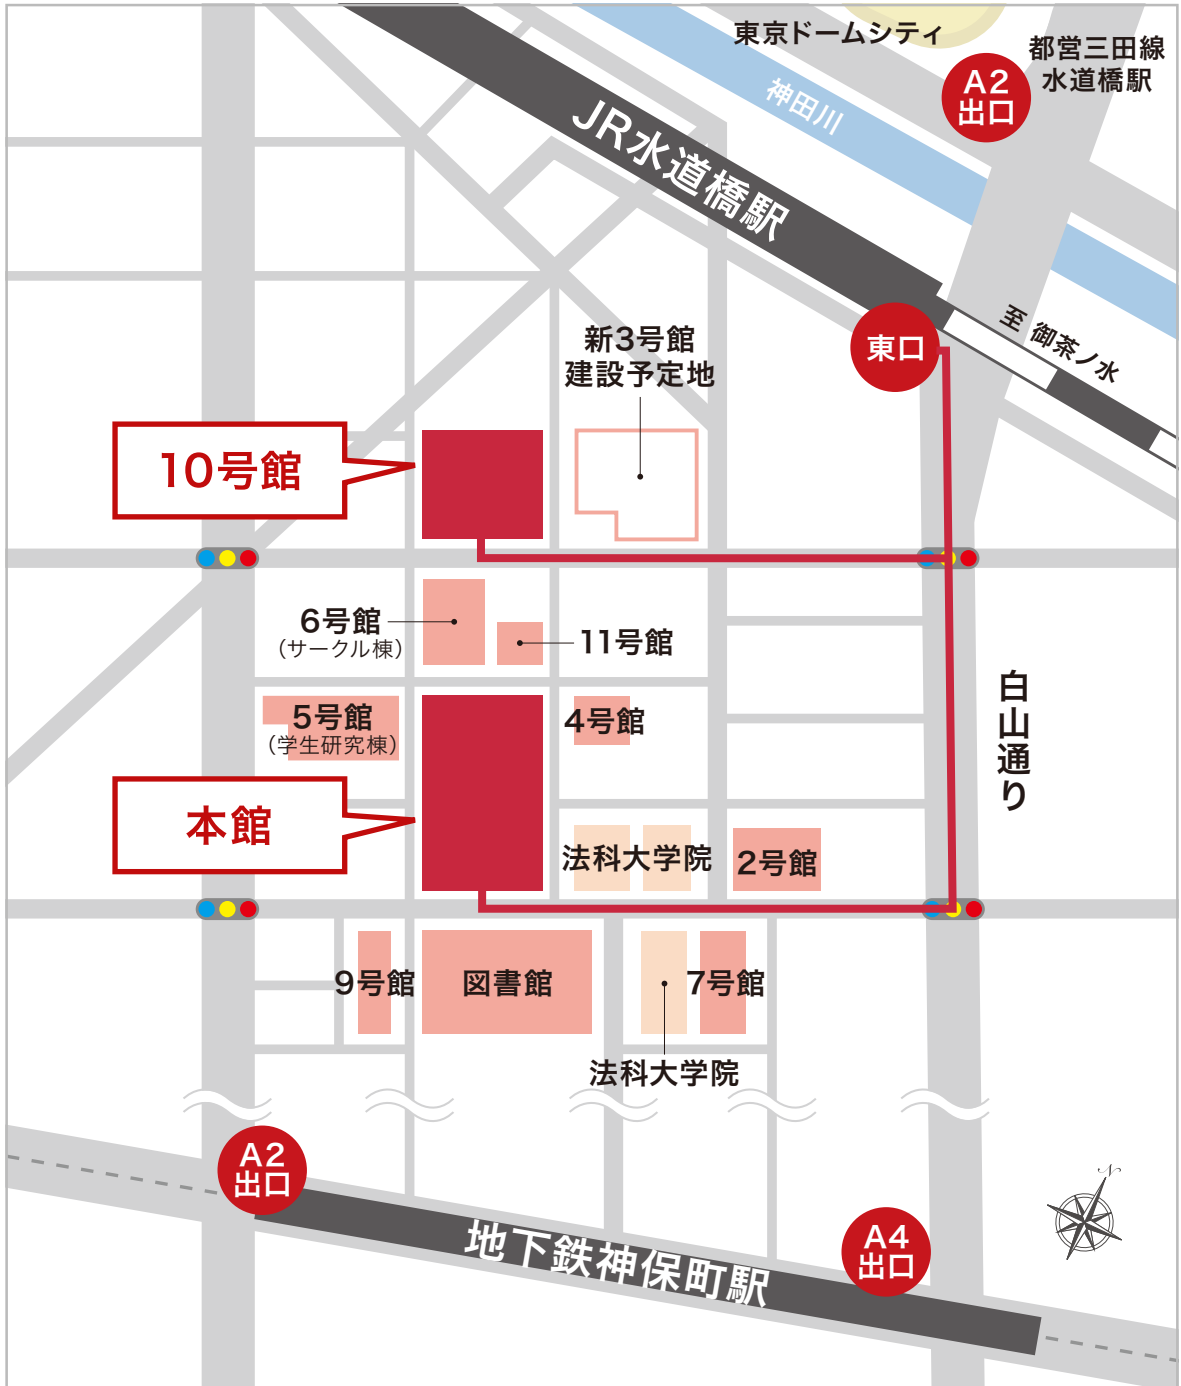 東京ドームシティ
都営三田線
水道橋駅
A2
出口
神田川
JR水道橋駅
至 御茶ノ水
東口
新3号館
建設予定地
10号館
6号館
（サークル棟）
11号館
5号館
（学生研究棟）
4号館
白山通り
本館
法科大学院
2号館
9号館
図書館
7号館
法科大学院
A2
出口
N
地下鉄神保町駅
A4
出口